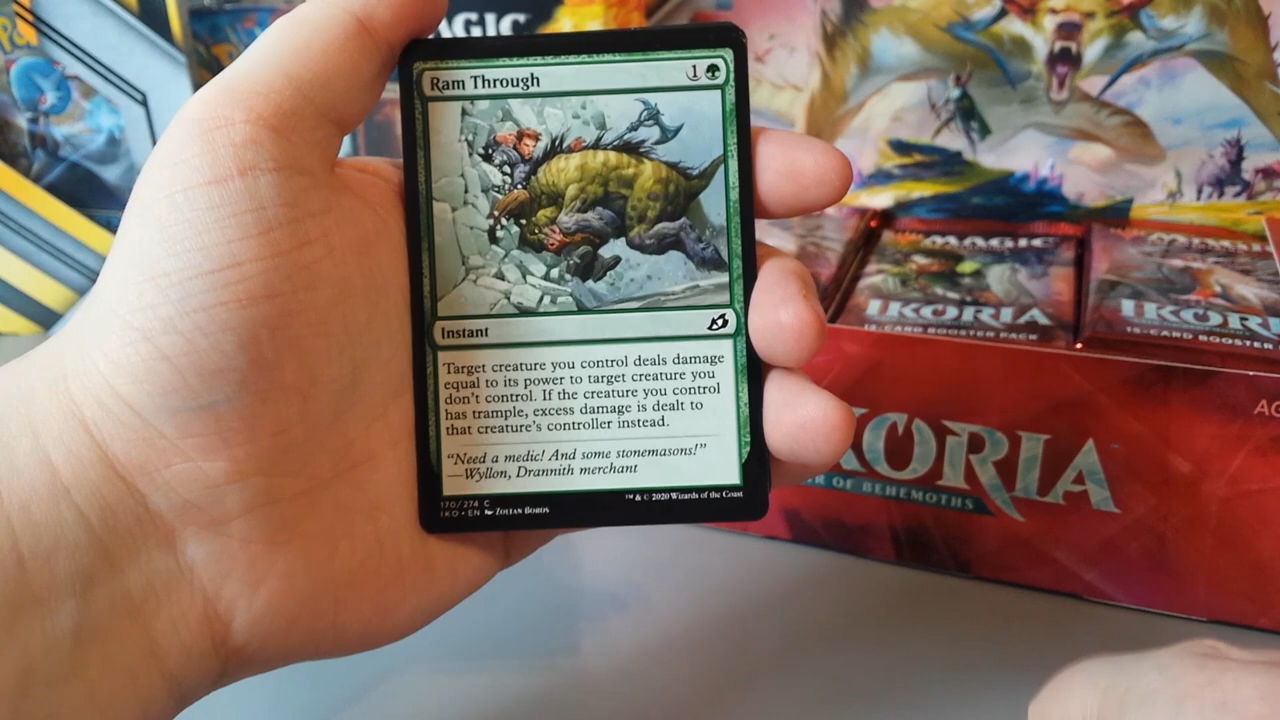 MAGIC
Ram Through
1
Instant
Target creature you control deals damage
equal to its power to target creature you
don't control. If the creature you control
has trample, excess damage is dealt to
that creature's controller instead.
"Need a medic! And some stonemasons!"
—Wyllon, Drannith merchant
170/274 C
IKO • EN Zoltan Boros
™ & © 2020 Wizards of the Coast
MAGIC
IKORIA
15-CARD BOOSTER PACK
MAGIC
IKORI
15-CARD BOOSTER
IKORIA
OF BEHEMOTHS